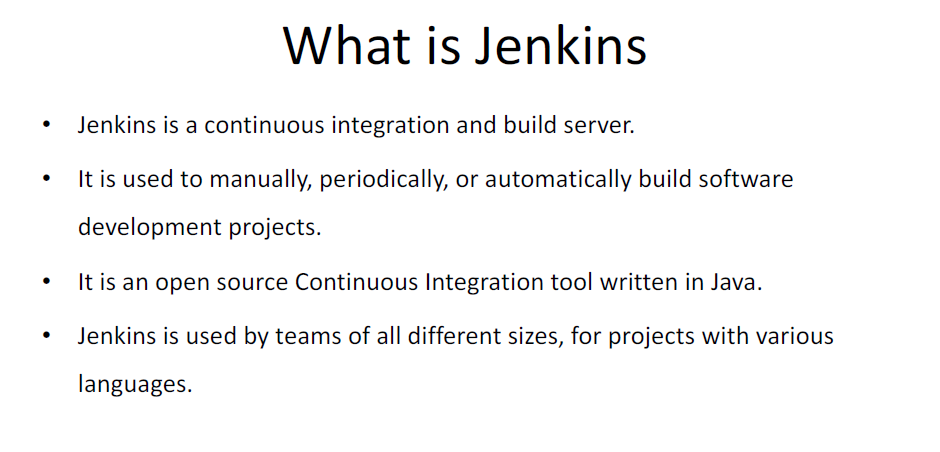 What is Jenkins
• Jenkins is a continuous integration and build server.
• It is used to manually, periodically, or automatically build software
development projects.
• It is an open source Continuous Integration tool written in Java.
• Jenkins is used by teams of all different sizes, for projects with various
languages.